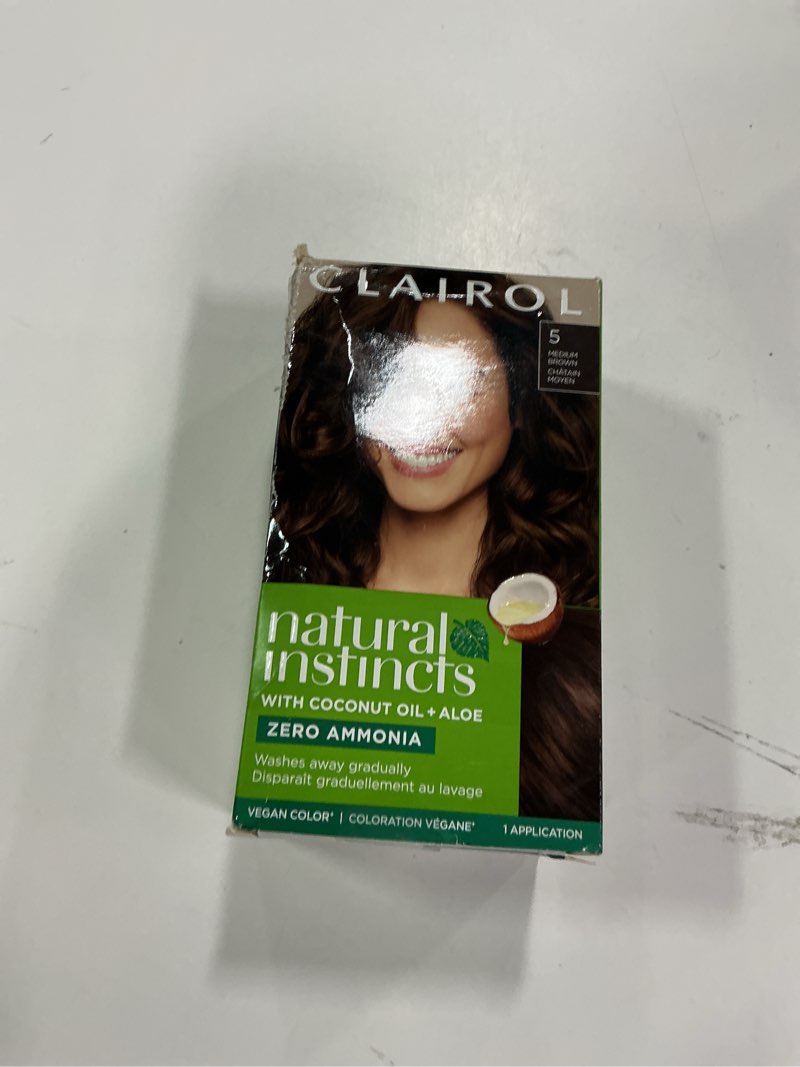 CLAIROL
5
MEDIUM
BROWN
CHÂTAIN
MOYEN
natural
instincts
WITH COCONUT OIL + ALOE
ZERO AMMONIA
Washes away gradually
Disparaît graduellement au lavage
VEGAN COLOR* | COLORATION VÉGANE* 1 APPLICATION